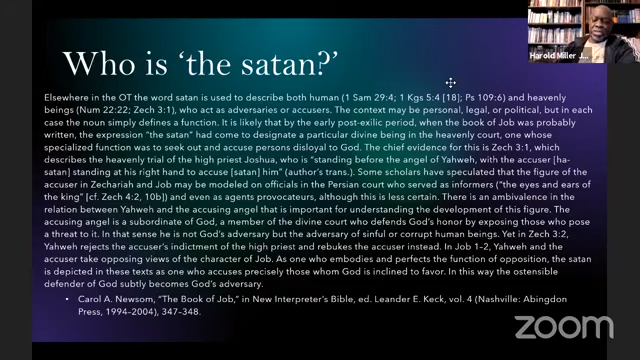 Who is ‘the satan?’
Elsewhere in the OT the word satan is used to describe both human (1 Sam 29:4; 1 Kgs 5:4 [18]; Ps 109:6) and heavenly
beings (Num 22:22; Zech 3:1), who act as adversaries or accusers. The context may be personal, legal, or political, but in each
case the noun simply defines a function. It is likely that by the early post-exilic period, when the book of Job was probably
written, the expression “the satan” had come to designate a particular divine being in the heavenly court, one whose
specialized function was to seek out and accuse persons disloyal to God. The chief evidence for this is Zech 3:1, which
describes the heavenly trial of the high priest Joshua, who is “standing before the angel of Yahweh, with the accuser [ha-
satan] standing at his right hand to accuse [satan] him” (author's trans.). Some scholars have speculated that the figure of the
accuser in Zechariah and Job may be modeled on officials in the Persian court who served as informers (“the eyes and ears of
the king” [cf. Zech 4:2, 10b]) and even as agents provocateurs, although this is less certain. There is an ambivalence in the
relation between Yahweh and the accusing angel that is important for understanding the development of this figure. The
accusing angel is a subordinate of God, a member of the divine court who defends God's honor by exposing those who pose
a threat to it. In that sense he is not God's adversary but the adversary of sinful or corrupt human beings. Yet in Zech 3:2,
Yahweh rejects the accuser's indictment of the high priest and rebukes the accuser instead. In Job 1–2, Yahweh and the
accuser take opposing views of the character of Job. As one who embodies and perfects the function of opposition, the satan
is depicted in these texts as one who accuses precisely those whom God is inclined to favor. In this way the ostensible
defender of God subtly becomes God's adversary.
• Carol A. Newsom, “The Book of Job,” in New Interpreter's Bible, ed. Leander E. Keck, vol. 4 (Nashville: Abingdon
Press, 1994–2004), 347–348.
Harold Miller J...
zoom